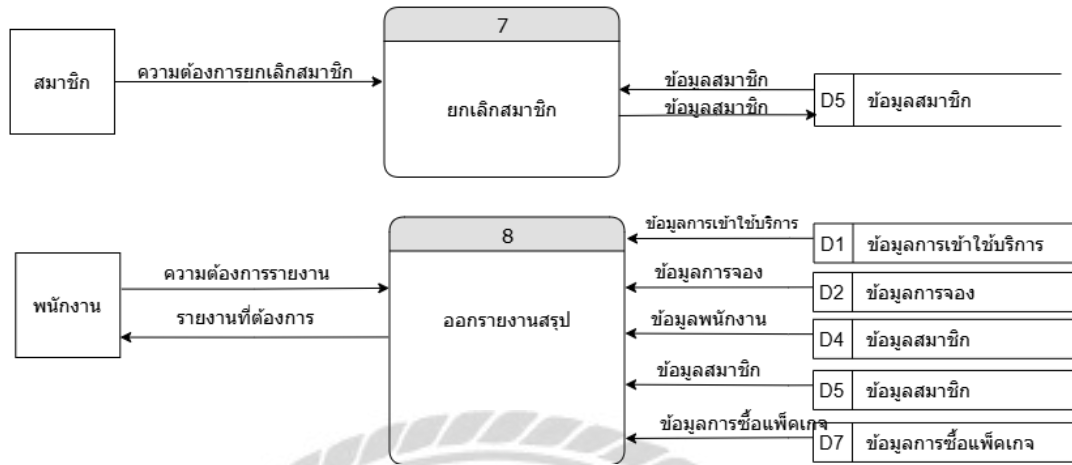 7
สมาชิก
ความต้องการยกเลิกสมาชิก
ยกเลิกสมาชิก
ข้อมูลสมาชิก
ข้อมูลสมาชิก
D5 ข้อมูลสมาชิก
8
พนักงาน
ความต้องการรายงาน
รายงานที่ต้องการ
ออกรายงานสรุป
ข้อมูลการเข้าใช้บริการ
D1 ข้อมูลการเข้าใช้บริการ
ข้อมูลการจอง
D2 ข้อมูลการจอง
ข้อมูลพนักงาน
D4 ข้อมูลสมาชิก
ข้อมูลสมาชิก
D5 ข้อมูลสมาชิก
ข้อมูลการซื้อแพ็คเกจ
D7 ข้อมูลการซื้อแพ็คเกจ